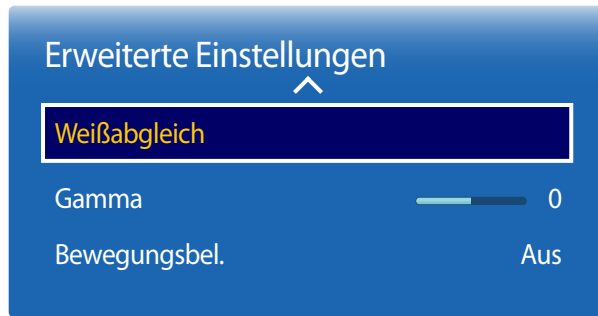 Erweiterte Einstellungen
Weißabgleich
Gamma 0
Bewegungsbel. Aus